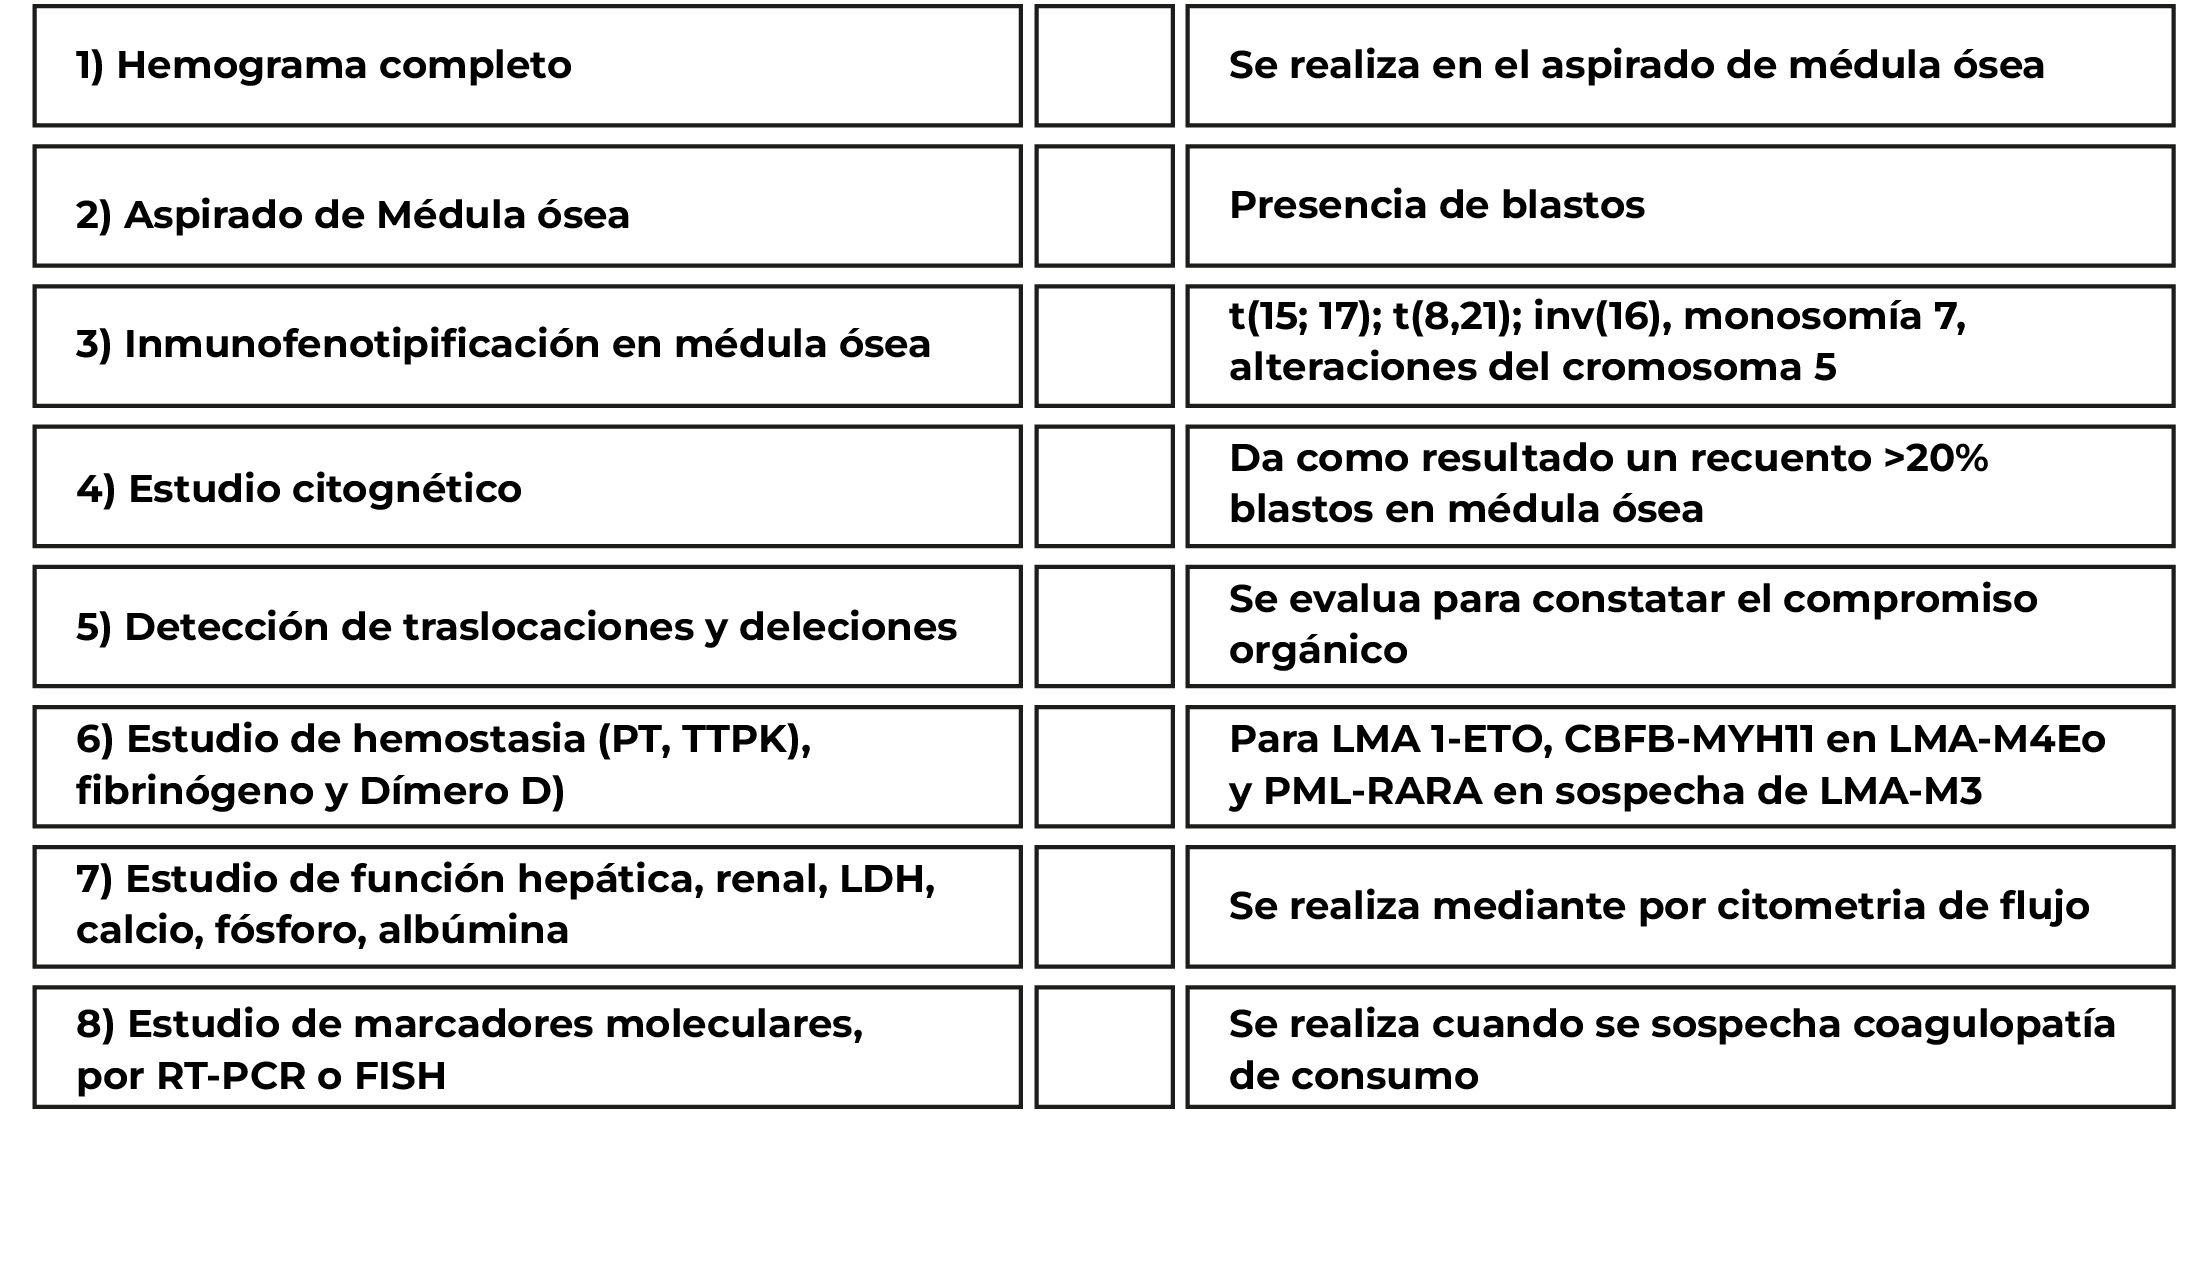 1) Hemograma completo
Se realiza en el aspirado de médula ósea
2) Aspirado de Médula ósea
Presencia de blastos
3) Inmunofenotipificación en médula ósea
t(15; 17); t(8,21); inv(16), monosomía 7,
alteraciones del cromosoma 5
4) Estudio citognético
Da como resultado un recuento >20%
blastos en médula ósea
5) Detección de traslocaciones y deleciones
Se evalua para constatar el compromiso
orgánico
6) Estudio de hemostasia (PT, TTPK),
fibrinógeno y Dímero D)
Para LMA 1-ETO, CBFB-MYH11 en LMA-M4Eo
y PML-RARA en sospecha de LMA-M3
7) Estudio de función hepática, renal, LDH,
calcio, fósforo, albúmina
Se realiza mediante por citometria de flujo
8) Estudio de marcadores moleculares,
por RT-PCR o FISH
Se realiza cuando se sospecha coagulopatía
de consumo